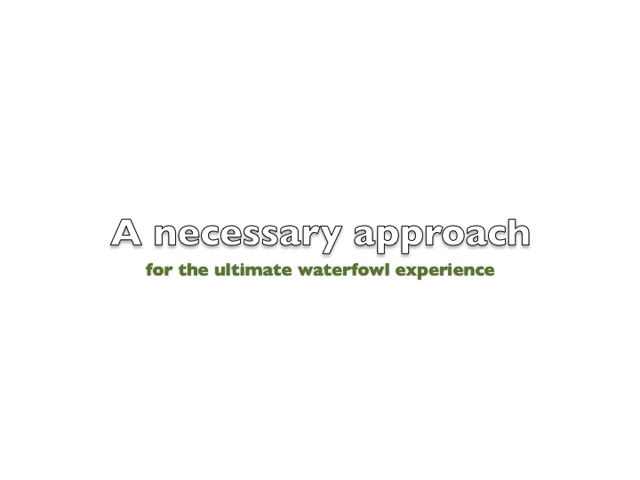 A necessary approach
for the ultimate waterfowl experience